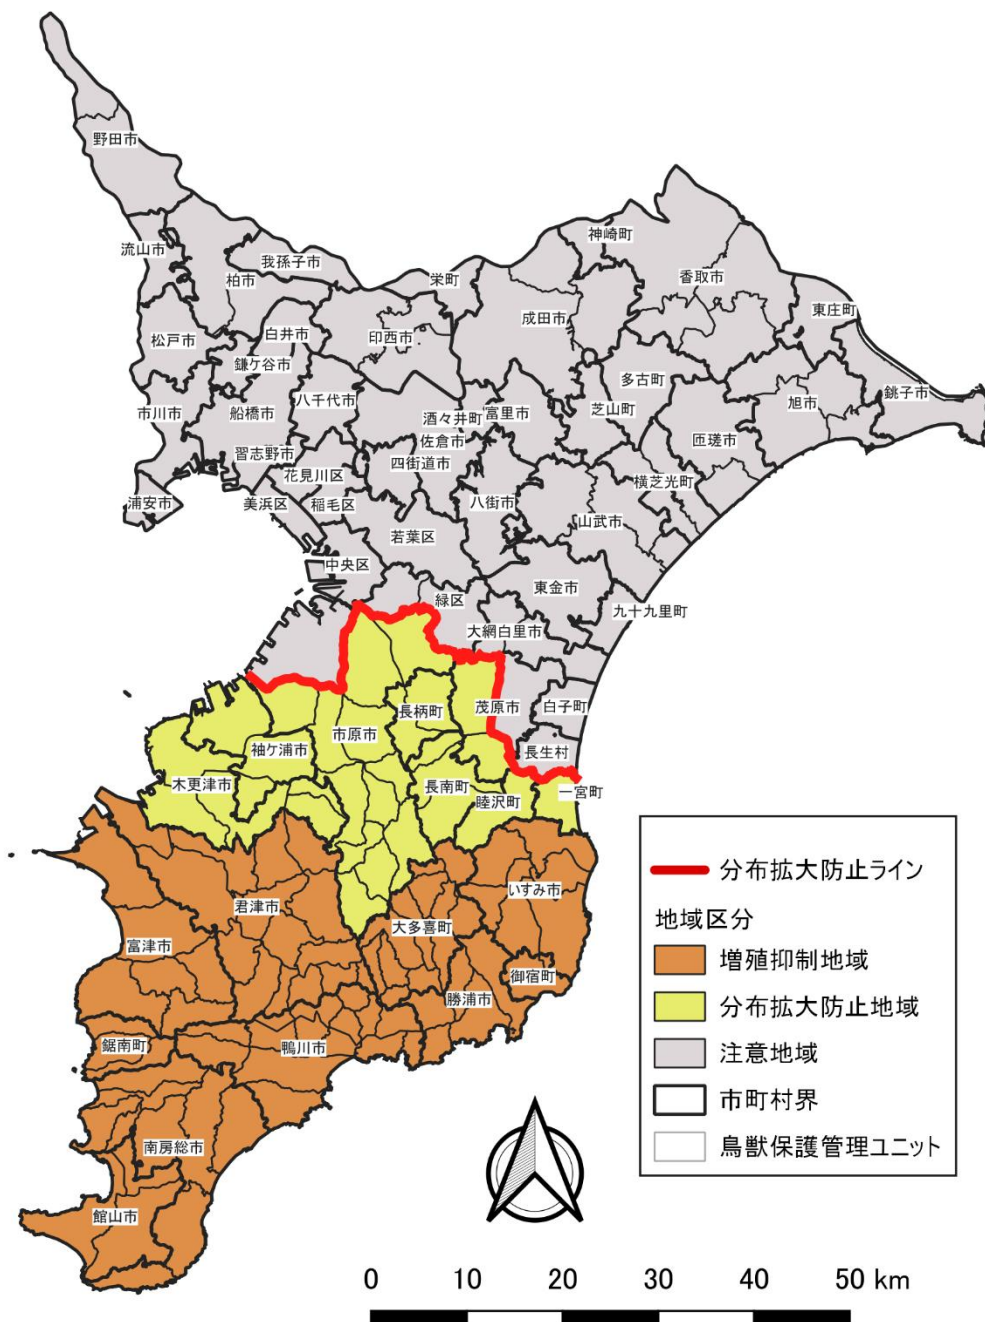 野田市
流山市
我孫子市
柏市
神崎町
栄町
香取市
東庄町
成田市
印西市
白井市
松戸市
鎌ケ谷市
多古町
銚子市
八千代市
旭市
市川市
船橋市
酒々井町
富里市
芝山町
匝瑳市
習志野市
佐倉市
四街道市
花見川区
横芝光町
浦安市
美浜区
稲毛区
八街市
山武市
若葉区
中央区
東金市
緑区
九十九里町
大網白里市
茂原市
白子町
長柄町
市原市
袖ケ浦市
長生村
木更津市
長南町
睦沢町
一宮町
いすみ市
君津市
大多喜町
富津市
御宿町
勝浦市
鋸南町
鴨川市
南房総市
館山市
分布拡大防止ライン
地域区分
増殖抑制地域
分布拡大防止地域
注意地域
市町村界
鳥獣保護管理ユニット
0 10 20 30 40 50 km